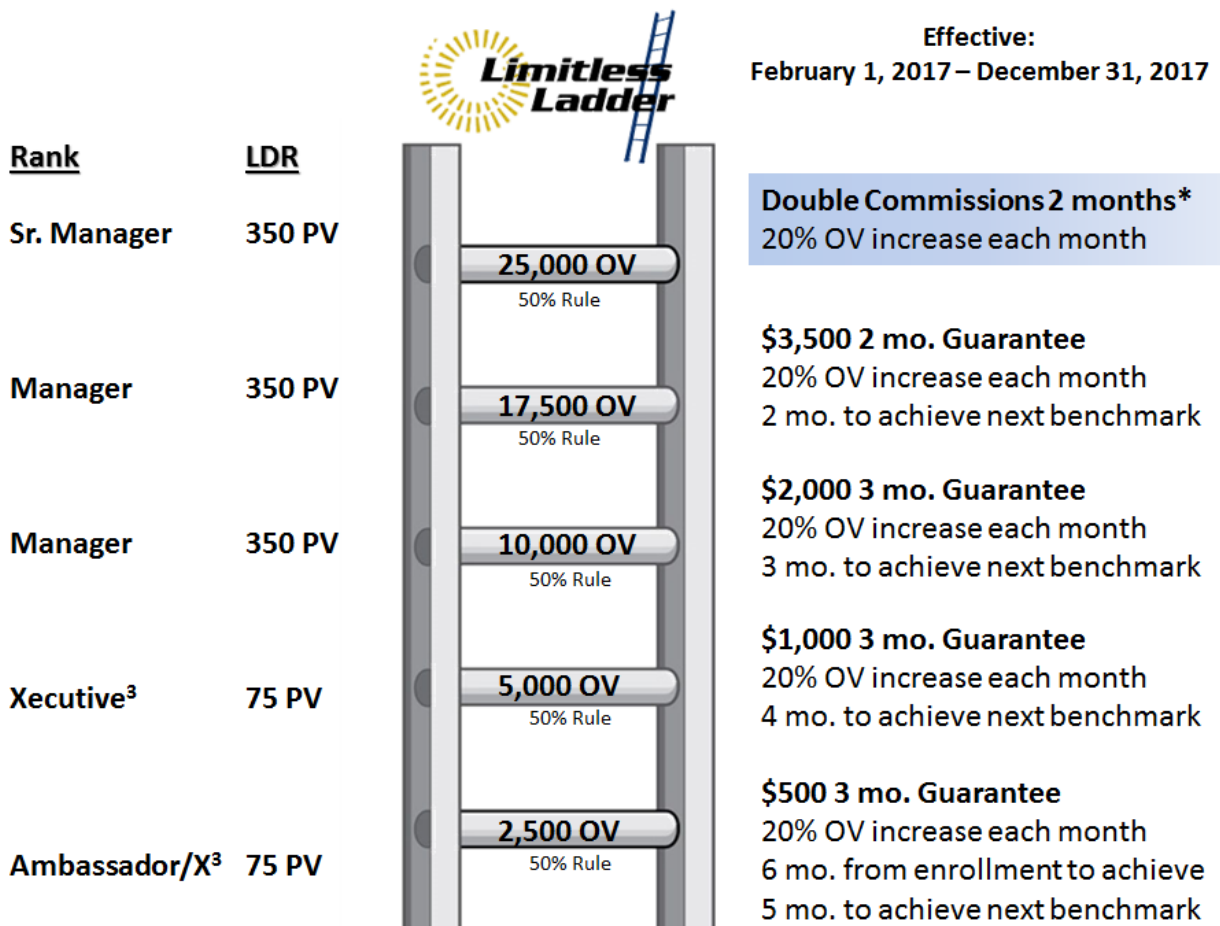 Limitless
Ladder
Effective:
February 1, 2017 – December 31, 2017
Rank LDR
Sr. Manager 350 PV
25,000 OV
50% Rule
Double Commissions 2 months*
20% OV increase each month
Manager 350 PV
17,500 OV
50% Rule
$3,500 2 mo. Guarantee
20% OV increase each month
2 mo. to achieve next benchmark
Manager 350 PV
10,000 OV
50% Rule
$2,000 3 mo. Guarantee
20% OV increase each month
3 mo. to achieve next benchmark
Xecutive³ 75 PV
5,000 OV
50% Rule
$1,000 3 mo. Guarantee
20% OV increase each month
4 mo. to achieve next benchmark
Ambassador/X³ 75 PV
2,500 OV
50% Rule
$500 3 mo. Guarantee
20% OV increase each month
6 mo. from enrollment to achieve
5 mo. to achieve next benchmark